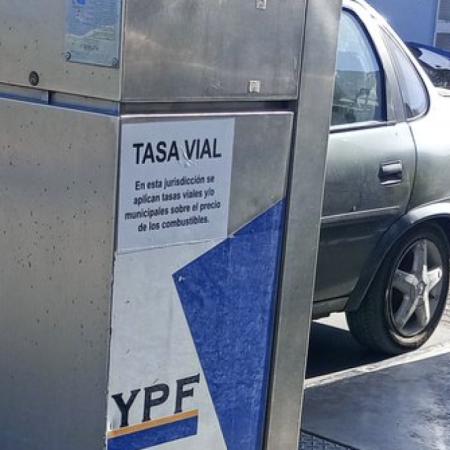 TASA VIAL
En esta jurisdicción se
aplican tasas viales y/o
municipales sobre el precio
de los combustibles.
YPF